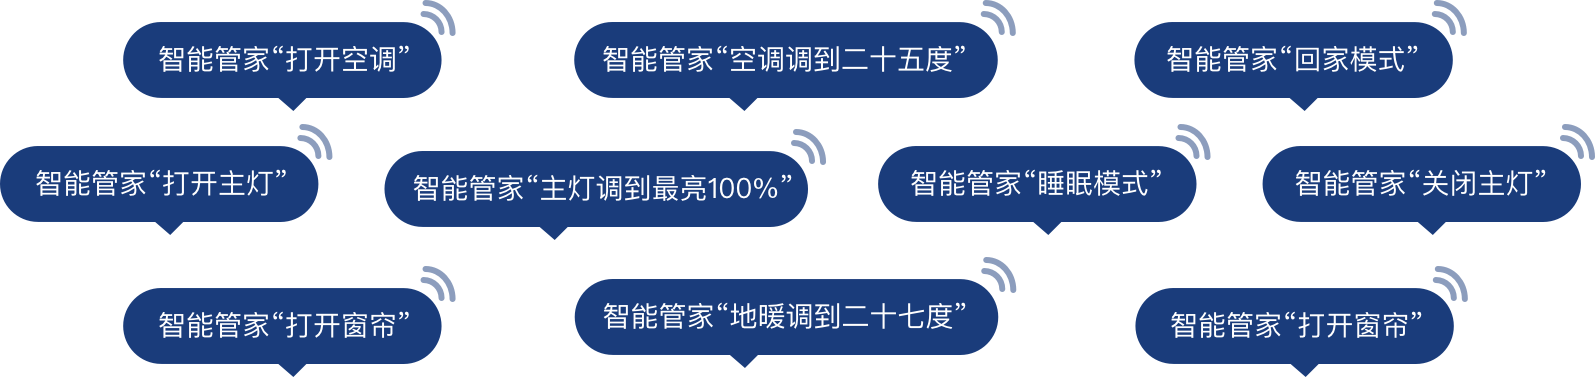 智能管家“打开空调”
智能管家“空调调到二十五度”
智能管家“回家模式”
智能管家“打开主灯”
智能管家“主灯调到最亮100%”
智能管家“睡眠模式”
智能管家“关闭主灯”
智能管家“打开窗帘”
智能管家“地暖调到二十七度”
智能管家“打开窗帘”